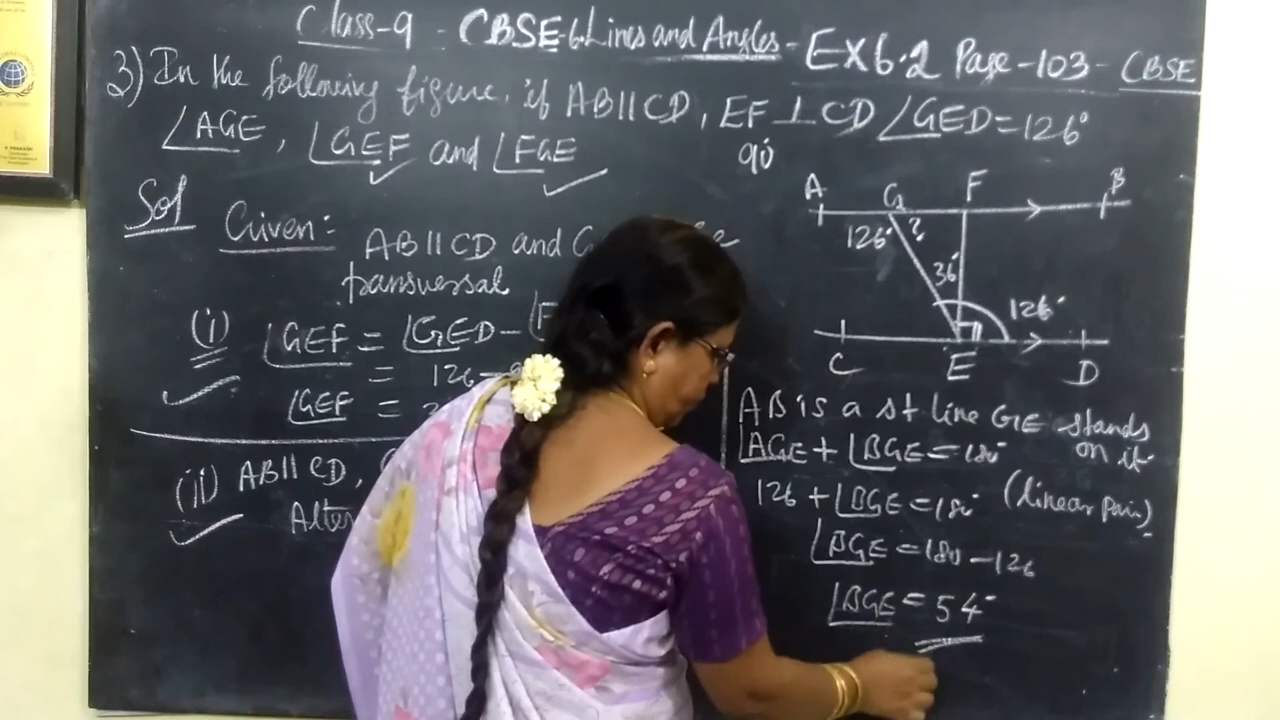 Class-9 - CBSE-6.Lines and Angles - EX6.2 Page-103 - CBSE
3) In the following figure, if AB||CD, EF⊥CD ∠GED=126°
90°
∠AGE, ∠GEF and ∠FGE
Sol
Given:- AB||CD and G
transversal
(i) ∠GEF = ∠GED -
= 126 -
∠GEF =
(ii) AB||CD,
Alter
A G F B
126° ?
36°
126°
C E D
AB is a st line GE stands
on it
∠AGE + ∠BGE = 180°
126 + ∠BGE = 180° (linear pair)
∠BGE = 180 - 126
∠BGE = 54°